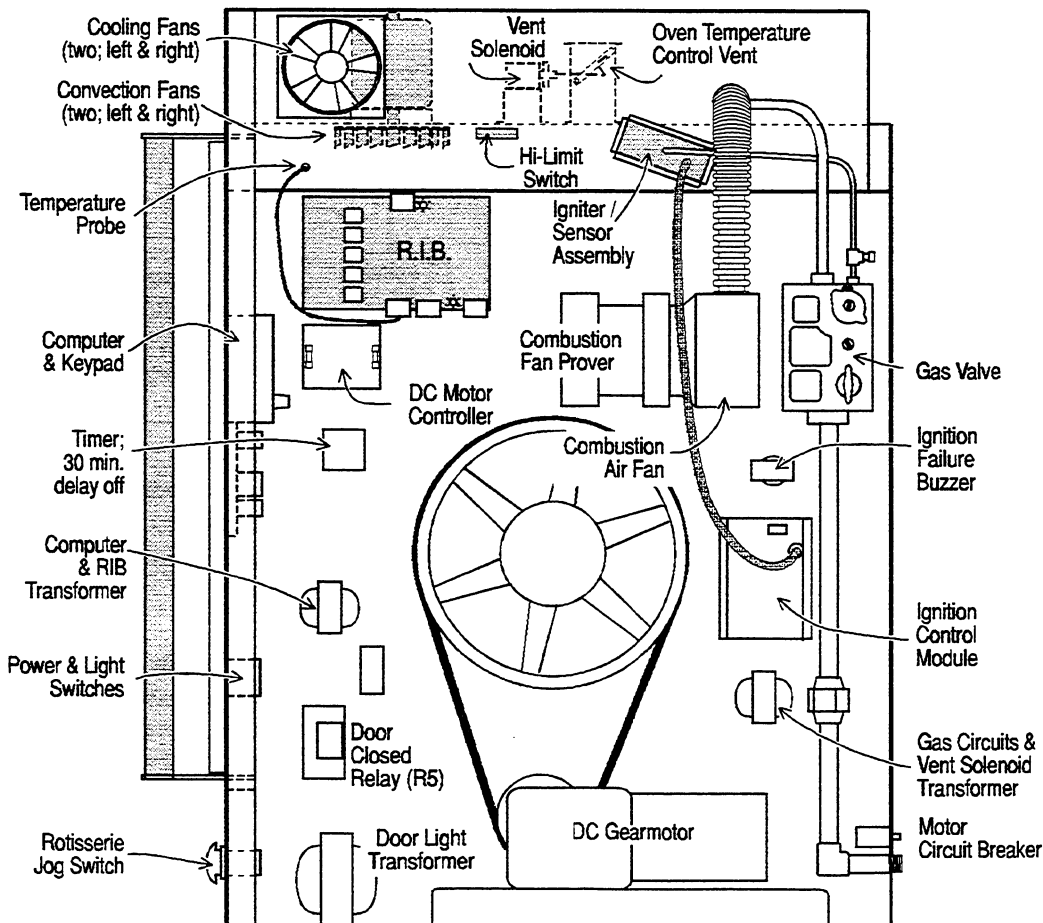 Cooling Fans
(two; left & right)
Convection Fans
(two; left & right)
Vent
Solenoid
Oven Temperature
Control Vent
Hi-Limit
Switch
Temperature
Probe
Igniter /
Sensor
Assembly
R.I.B.
Computer
& Keypad
Combustion
Fan Prover
Gas Valve
DC Motor
Controller
Timer;
30 min.
delay off
Combustion
Air Fan
Ignition
Failure
Buzzer
Computer
& RIB
Transformer
Ignition
Control
Module
Power & Light
Switches
Door
Closed
Relay (R5)
Gas Circuits &
Vent Solenoid
Transformer
Rotisserie
Jog Switch
Door Light
Transformer
DC Gearmotor
Motor
Circuit Breaker